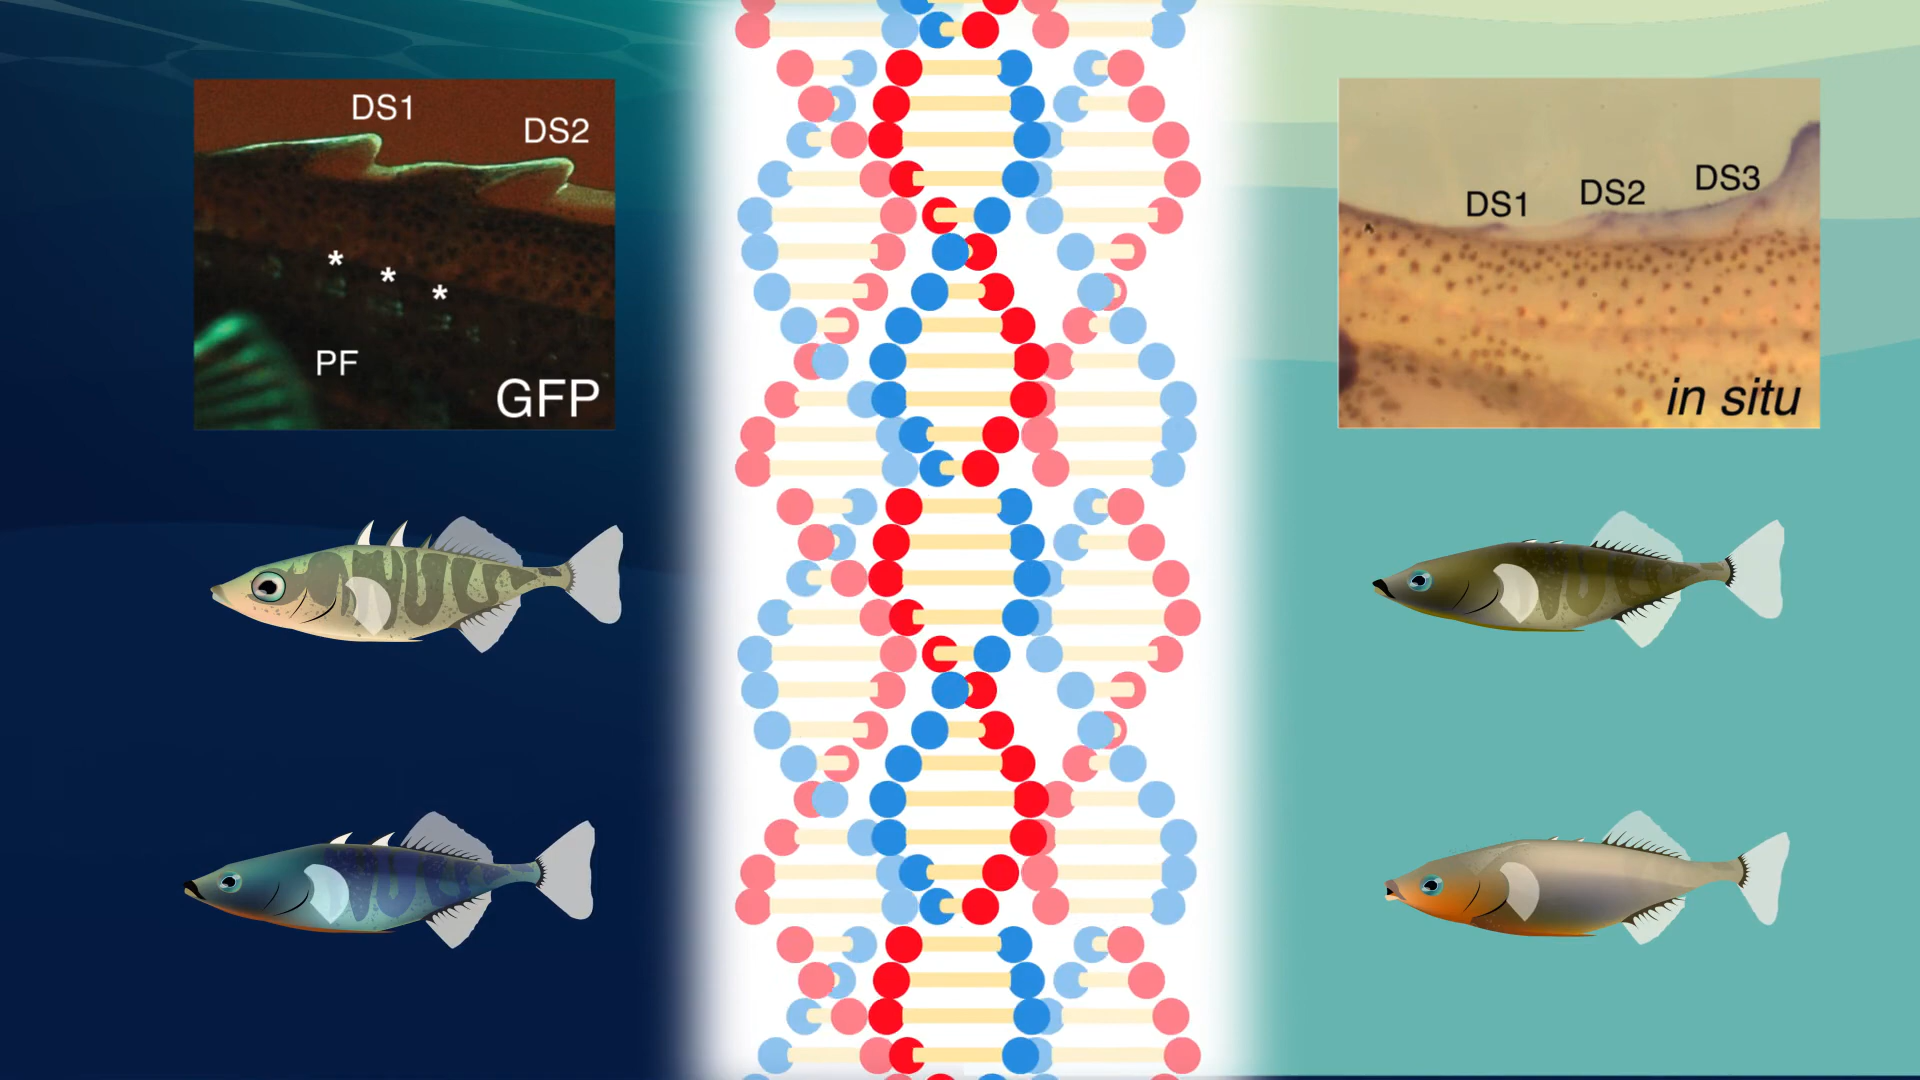 DS1
DS2
* * *
PF
GFP
DS1
DS2
DS3
in situ